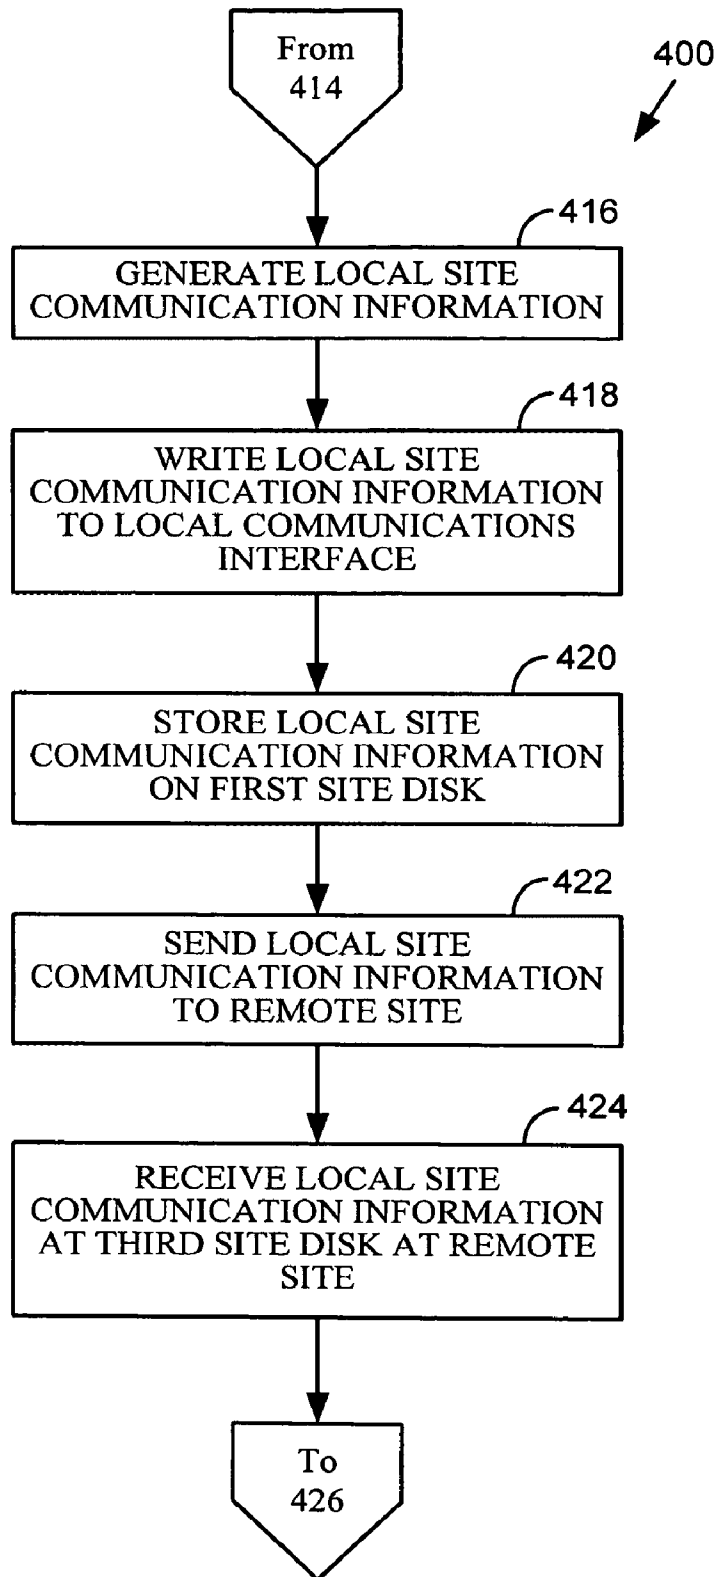 From
414
400
416
GENERATE LOCAL SITE
COMMUNICATION INFORMATION
418
WRITE LOCAL SITE
COMMUNICATION INFORMATION
TO LOCAL COMMUNICATIONS
INTERFACE
420
STORE LOCAL SITE
COMMUNICATION INFORMATION
ON FIRST SITE DISK
422
SEND LOCAL SITE
COMMUNICATION INFORMATION
TO REMOTE SITE
424
RECEIVE LOCAL SITE
COMMUNICATION INFORMATION
AT THIRD SITE DISK AT REMOTE
SITE
To
426